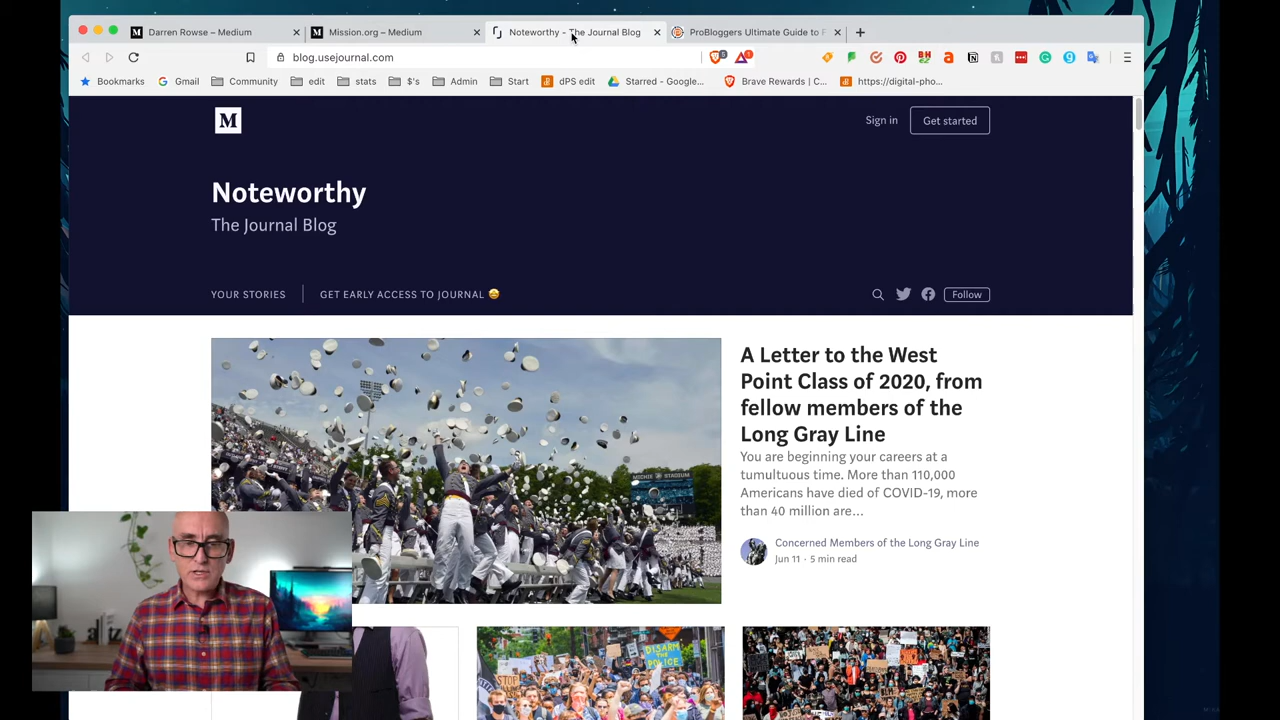 Darren Rowse – Medium
Mission.org – Medium
Noteworthy - The Journal Blog
ProBloggers Ultimate Guide to F
blog.usejournal.com
Bookmarks
Gmail
Community
edit
stats
$'s
Admin
Start
dPS edit
Starred - Google...
Brave Rewards | C...
https://digital-pho...
M
Sign in
Get started
Noteworthy
The Journal Blog
YOUR STORIES
GET EARLY ACCESS TO JOURNAL 🤩
Follow
A Letter to the West
Point Class of 2020, from
fellow members of the
Long Gray Line
You are beginning your careers at a
tumultuous time. More than 110,000
Americans have died of COVID-19, more
than 40 million are...
Concerned Members of the Long Gray Line
Jun 11 · 5 min read
MICHIE STADIUM
DISARM
THE
POLICE